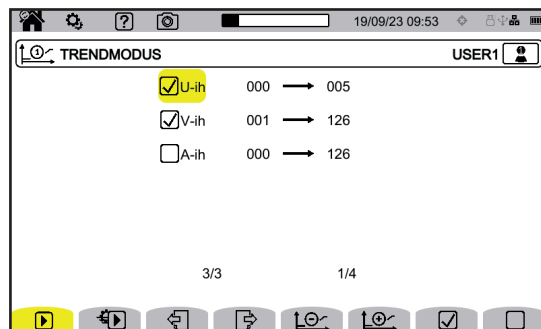 19/09/23 09:53
TRENDMODUS USER1
U-ih 000 → 005
V-ih 001 → 126
A-ih 000 → 126
3/3 1/4